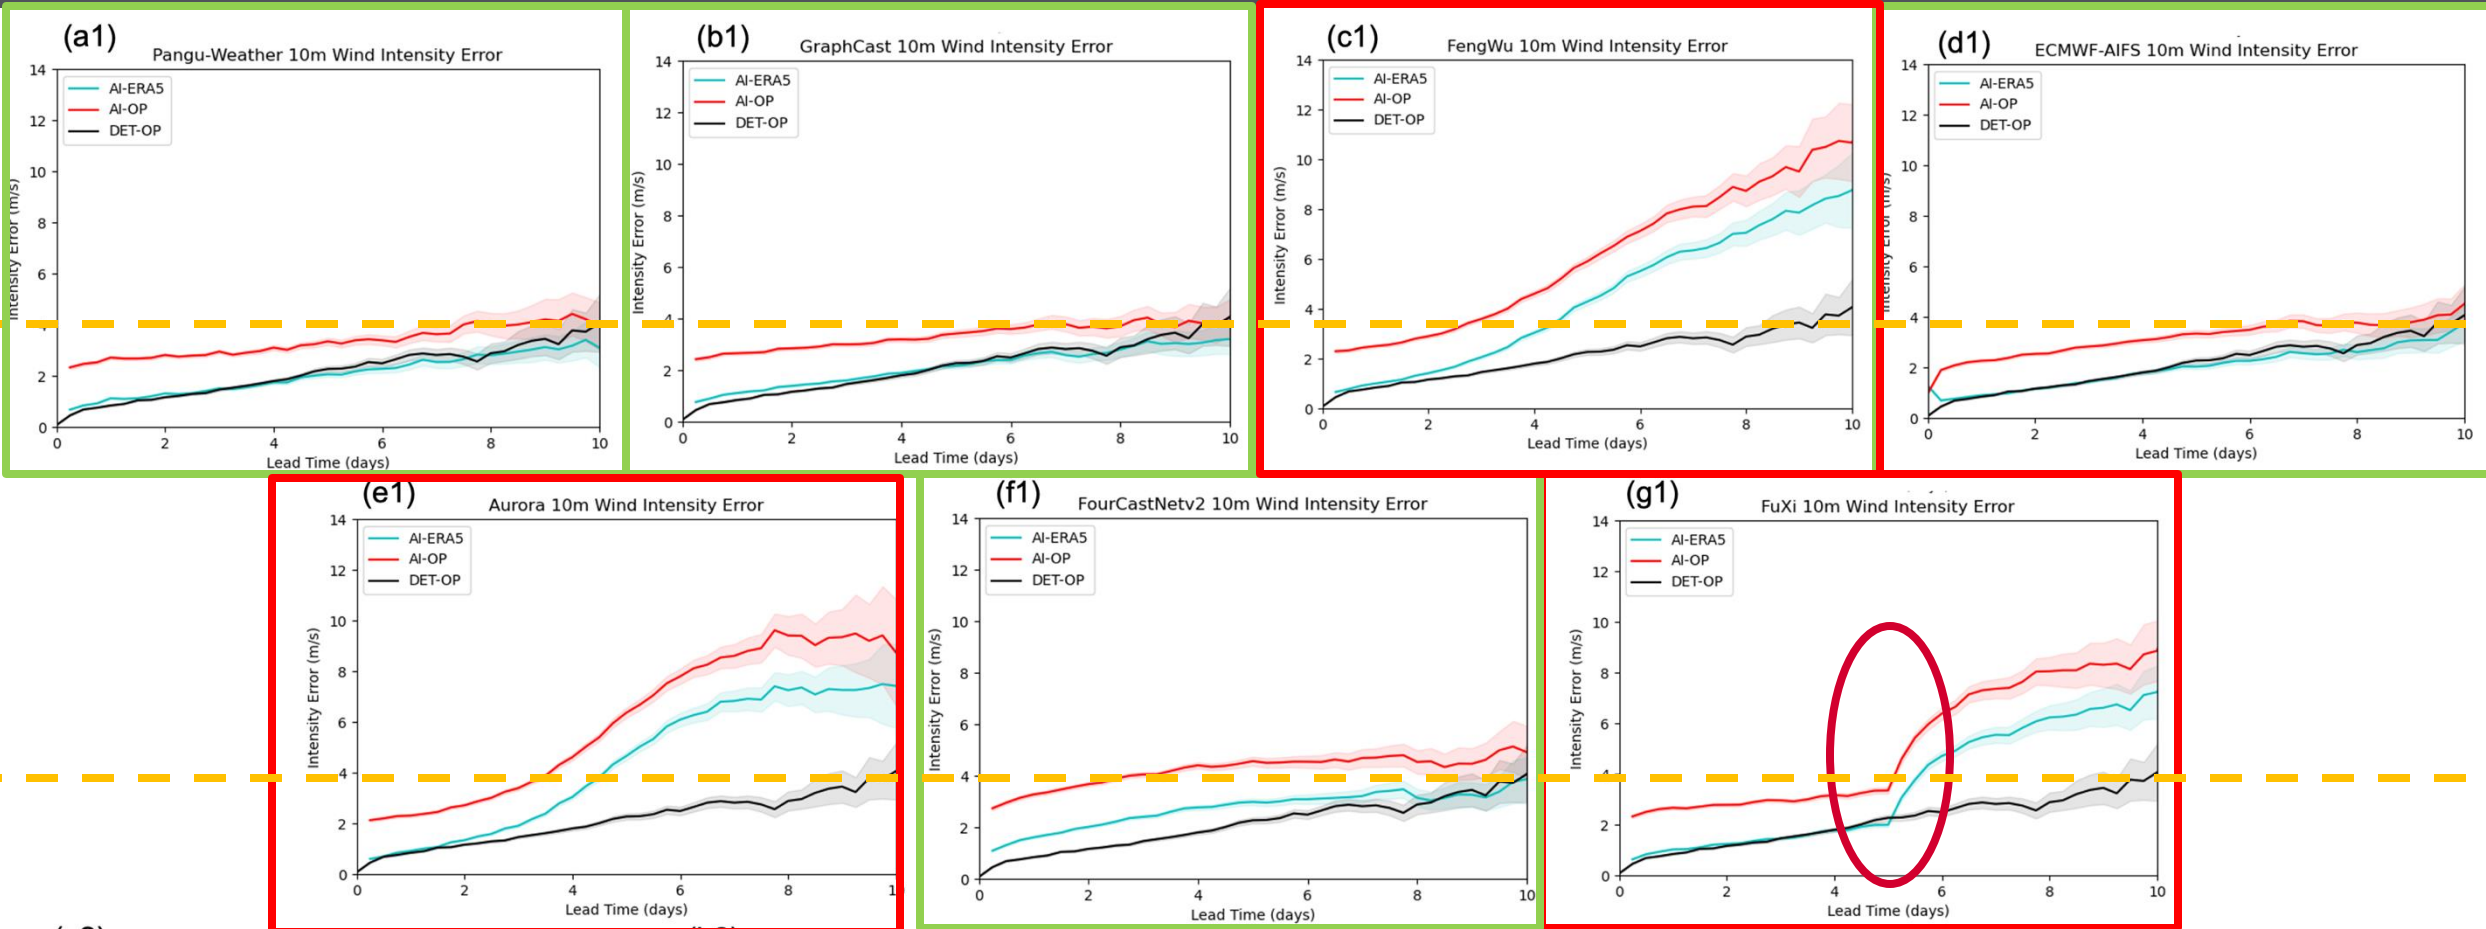 (a1)
Pangu-Weather 10m Wind Intensity Error
14
12
10
8
6
4
2
0
Intensity Error (m/s)
AI-ERA5
AI-OP
DET-OP
0 2 4 6 8 10
Lead Time (days)
(b1)
GraphCast 10m Wind Intensity Error
14
12
10
8
6
4
2
0
Intensity Error (m/s)
AI-ERA5
AI-OP
DET-OP
0 2 4 6 8 10
Lead Time (days)
(c1)
FengWu 10m Wind Intensity Error
14
12
10
8
6
4
2
0
Intensity Error (m/s)
AI-ERA5
AI-OP
DET-OP
0 2 4 6 8 10
Lead Time (days)
(d1)
ECMWF-AIFS 10m Wind Intensity Error
14
12
10
8
6
4
2
0
Intensity Error (m/s)
AI-ERA5
AI-OP
DET-OP
0 2 4 6 8 10
Lead Time (days)
(e1)
Aurora 10m Wind Intensity Error
14
12
10
8
6
4
2
0
Intensity Error (m/s)
AI-ERA5
AI-OP
DET-OP
0 2 4 6 8 10
Lead Time (days)
(f1)
FourCastNetv2 10m Wind Intensity Error
14
12
10
8
6
4
2
0
Intensity Error (m/s)
AI-ERA5
AI-OP
DET-OP
0 2 4 6 8 10
Lead Time (days)
(g1)
FuXi 10m Wind Intensity Error
14
12
10
8
6
4
2
0
Intensity Error (m/s)
AI-ERA5
AI-OP
DET-OP
0 2 4 6 8 10
Lead Time (days)